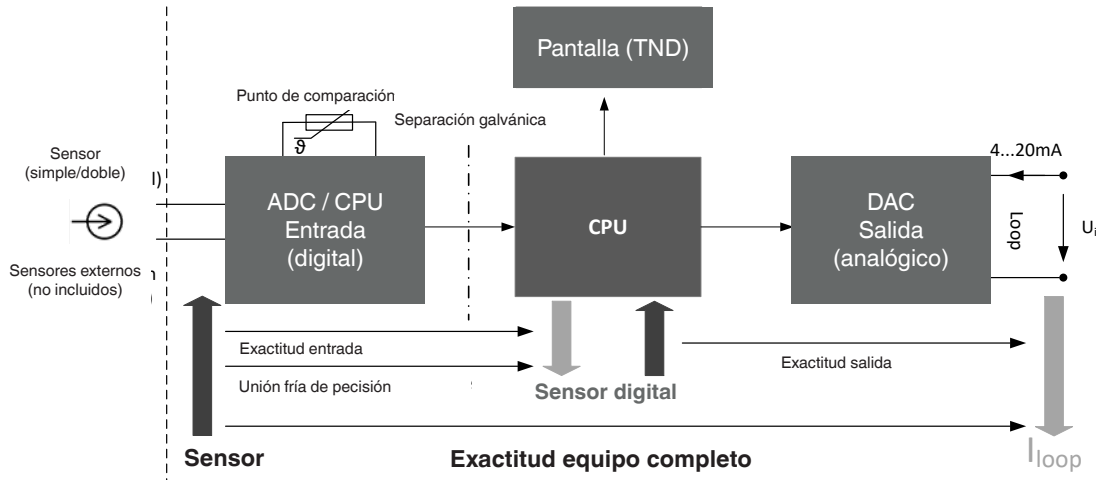 Pantalla (TND)
Punto de comparación
ϑ
Separación galvánica
Sensor
(simple/doble)
l)
ADC / CPU
Entrada
(digital)
CPU
DAC
Salida
(analógico)
4...20mA
Loop
Ui
Sensores externos
(no incluidos)
Exactitud entrada
Unión fría de pecisión
Sensor digital
Exactitud salida
Sensor
Exactitud equipo completo
Iloop